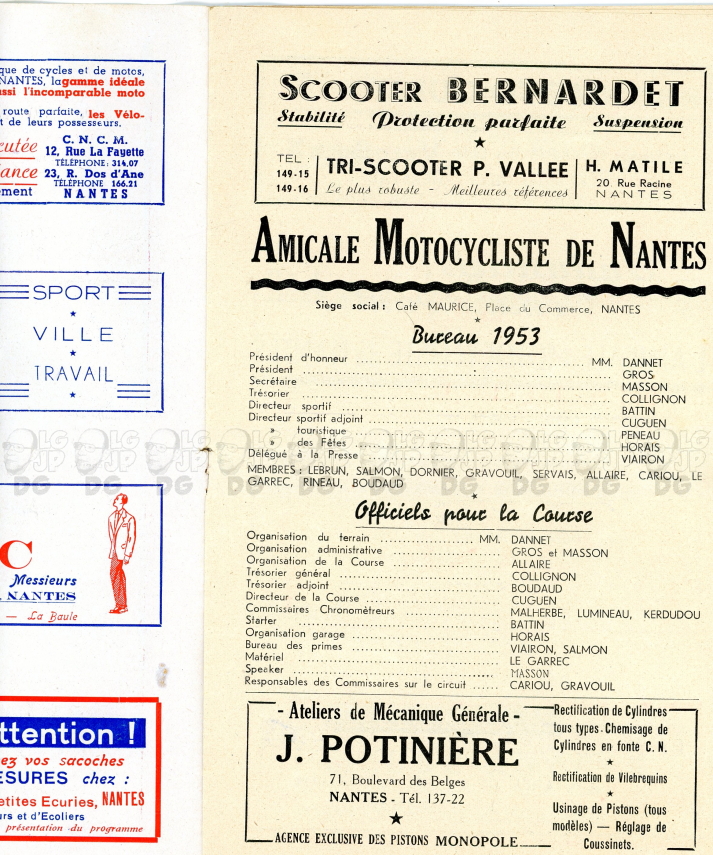 que de cycles et de motos,
NANTES, la gamme idéale
ssi l'incomparable moto
route parfaite, les Vélo-
t de leurs possesseurs.
cutée
ance
ement
C. N. C. M.
12, Rue La Fayette
TÉLÉPHONE: 314.07
23, R. Dos d'Ane
TÉLÉPHONE 166.21
NANTES
SPORT
VILLE
TRAVAIL
C
Messieurs
NANTES
— La Baule
ttention !
ez vos sacoches
ESURES chez :
etites Ecuries, NANTES
urs et d'Ecoliers
présentation du programme
SCOOTER BERNARDET
Stabilité Protection parfaite Suspension
TEL :
149-15
149-16
TRI-SCOOTER P. VALLEE
Le plus robuste - Meilleures références
H. MATILE
20. Rue Racine
NANTES
AMICALE MOTOCYCLISTE DE NANTES
Siège social : Café MAURICE, Place du Commerce, NANTES
Bureau 1953
Président d'honneur .......... MM. DANNET
Président .......... GROS
Secrétaire .......... MASSON
Trésorier .......... COLLIGNON
Directeur sportif .......... BATTIN
Directeur sportif adjoint .......... CUGUEN
» touristique .......... PENEAU
» des Fêtes .......... HORAIS
Délégué à la Presse .......... VIAIRON
MEMBRES : LEBRUN, SALMON, DORNIER, GRAVOUIL, SERVAIS, ALLAIRE, CARIOU, LE
GARREC, RINEAU, BOUDAUD
Officiels pour la Course
Organisation du terrain .......... MM. DANNET
Organisation administrative .......... GROS et MASSON
Organisation de la Course .......... ALLAIRE
Trésorier général .......... COLLIGNON
Trésorier adjoint .......... BOUDAUD
Directeur de la Course .......... CUGUEN
Commissaires Chronométreurs .......... MALHERBE, LUMINEAU, KERDUDOU
Starter .......... BATTIN
Organisation garage .......... HORAIS
Bureau des primes .......... VIAIRON, SALMON
Matériel .......... LE GARREC
Speaker .......... MASSON
Responsables des Commissaires sur le circuit ...... CARIOU, GRAVOUIL
- Ateliers de Mécanique Générale -
J. POTINIÈRE
71, Boulevard des Belges
NANTES - Tél. 137-22
AGENCE EXCLUSIVE DES PISTONS MONOPOLE
Rectification de Cylindres
tous types - Chemisage de
Cylindres en fonte C. N.
Rectification de Vilebrequins
Usinage de Pistons (tous
modèles) — Réglage de
Coussinets.
LG JP DG